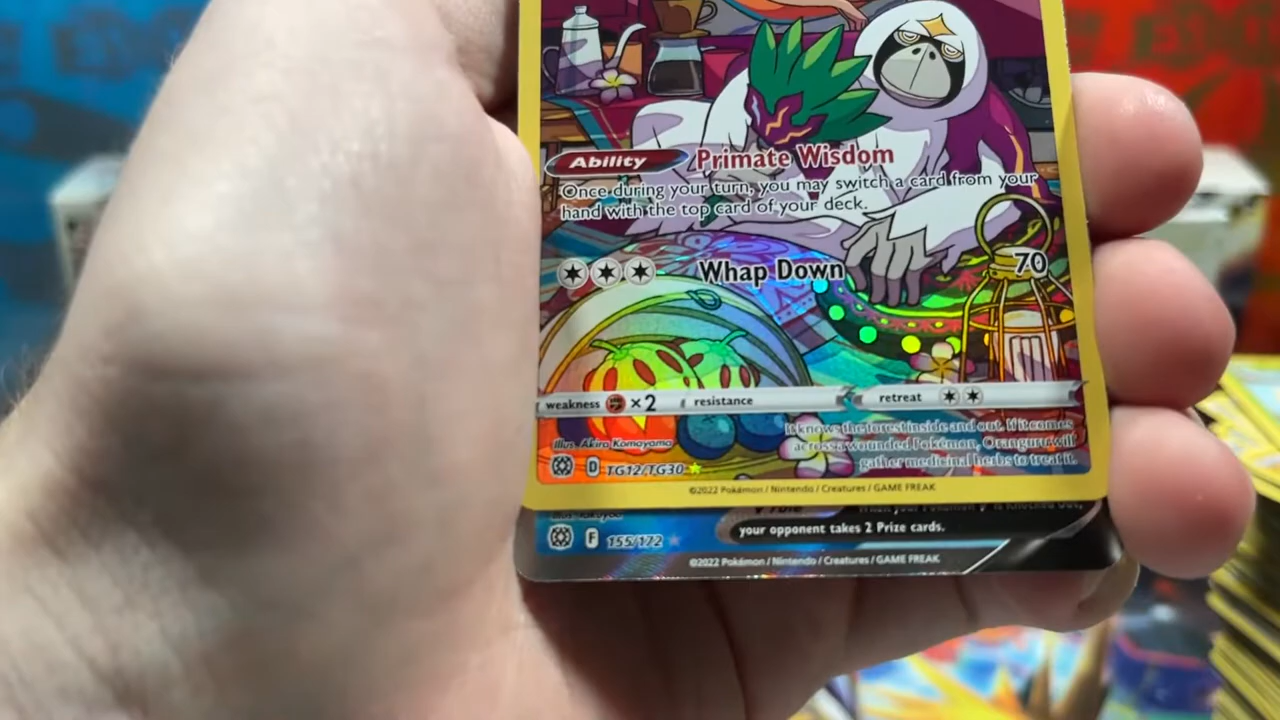 Ability Primate Wisdom
Once during your turn, you may switch a card from your
hand with the top card of your deck.
Whap Down 70
weakness ×2 resistance retreat
Illus. Akira Komayama
It knows the forest inside and out. If it comes
across a wounded Pokémon, Oranguru will
gather medicinal herbs to treat it.
D TG12/TG30
©2022 Pokémon / Nintendo / Creatures / GAME FREAK
your opponent takes 2 Prize cards.
F 155/172
©2022 Pokémon / Nintendo / Creatures / GAME FREAK